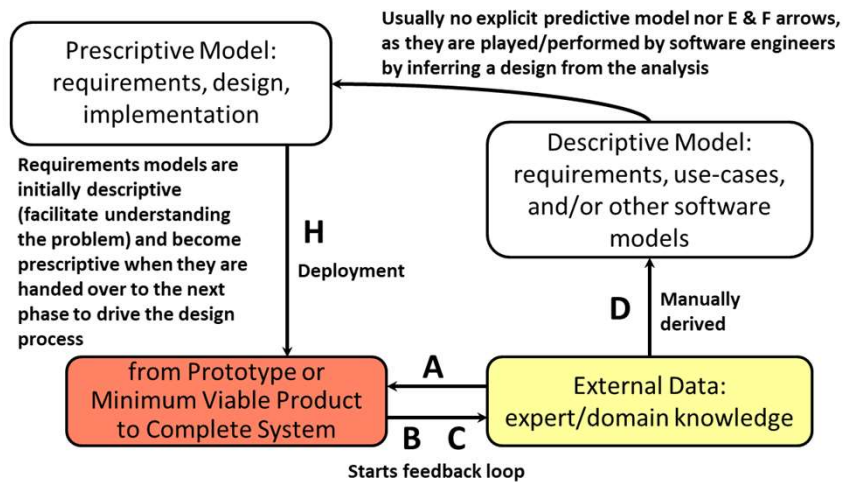 Usually no explicit predictive model nor E & F arrows,
as they are played/performed by software engineers
by inferring a design from the analysis
Prescriptive Model:
requirements, design,
implementation
Descriptive Model:
requirements, use-cases,
and/or other software
models
Requirements models are
initially descriptive
(facilitate understanding
the problem) and become
prescriptive when they are
handed over to the next
phase to drive the design
process
H
Deployment
D
Manually
derived
from Prototype or
Minimum Viable Product
to Complete System
A
B C
External Data:
expert/domain knowledge
Starts feedback loop